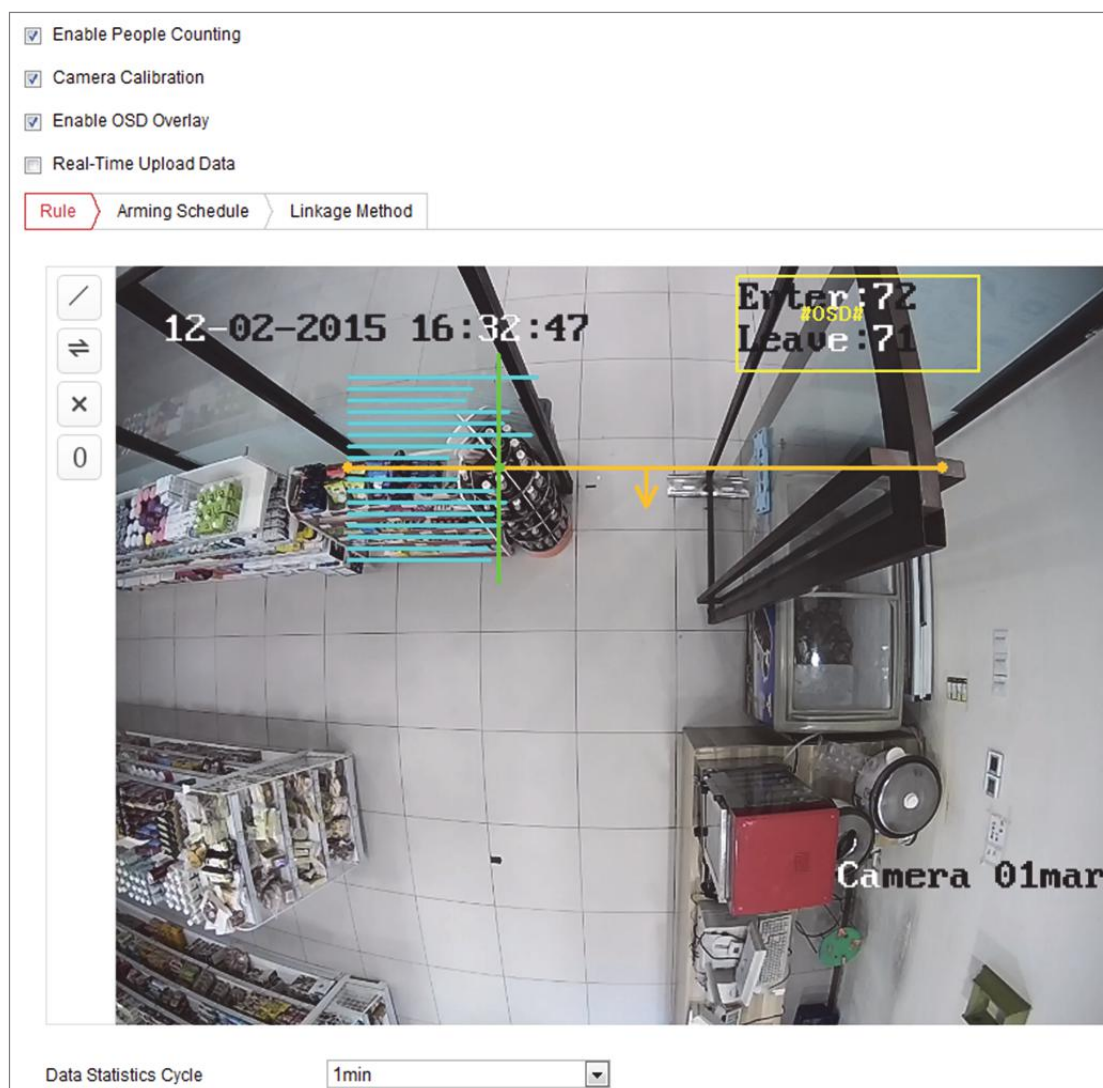 Enable People Counting
Camera Calibration
Enable OSD Overlay
Real-Time Upload Data
Rule
Arming Schedule
Linkage Method
12-02-2015 16:32:47
Enter:72
#OSD#
Leave:71
0
Camera 01mar
Data Statistics Cycle
1min